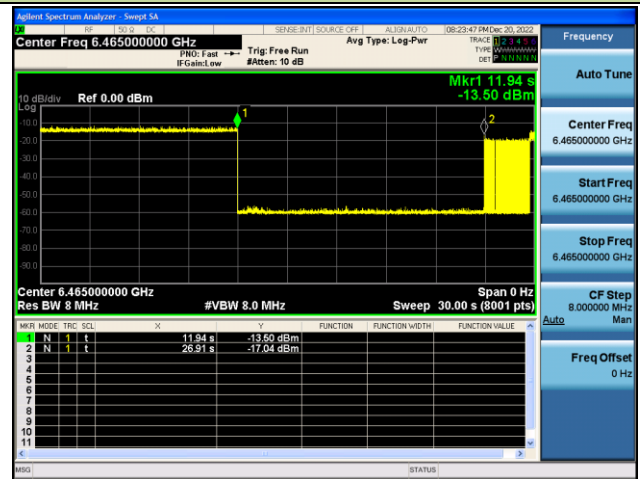 Agilent Spectrum Analyzer - Swept SA
RF 50 Ω DC SENSE:INT SOURCE OFF ALIGNAUTO 08:23:47 PM Dec 20, 2022
Center Freq 6.465000000 GHz
PNO: Fast
IFGain:Low
Trig: Free Run
#Atten: 10 dB
Avg Type: Log-Pwr
TRACE 1 2 3 4 5 6
TYPE
DET P N N N N N
Mkr1 11.94 s
-13.50 dBm
10 dB/div Ref 0.00 dBm
Log
-10.0
-20.0
-30.0
-40.0
-50.0
-60.0
-70.0
-80.0
-90.0
1
2
Center 6.465000000 GHz Span 0 Hz
Res BW 8 MHz #VBW 8.0 MHz Sweep 30.00 s (8001 pts)
MKR MODE TRC SCL X Y FUNCTION FUNCTION WIDTH FUNCTION VALUE
1 N 1 t 11.94 s -13.50 dBm
2 N 1 t 26.91 s -17.04 dBm
3
4
5
6
7
8
9
10
11
MSG STATUS
Frequency
Auto Tune
Center Freq
6.465000000 GHz
Start Freq
6.465000000 GHz
Stop Freq
6.465000000 GHz
CF Step
8.000000 MHz
Auto Man
Freq Offset
0 Hz